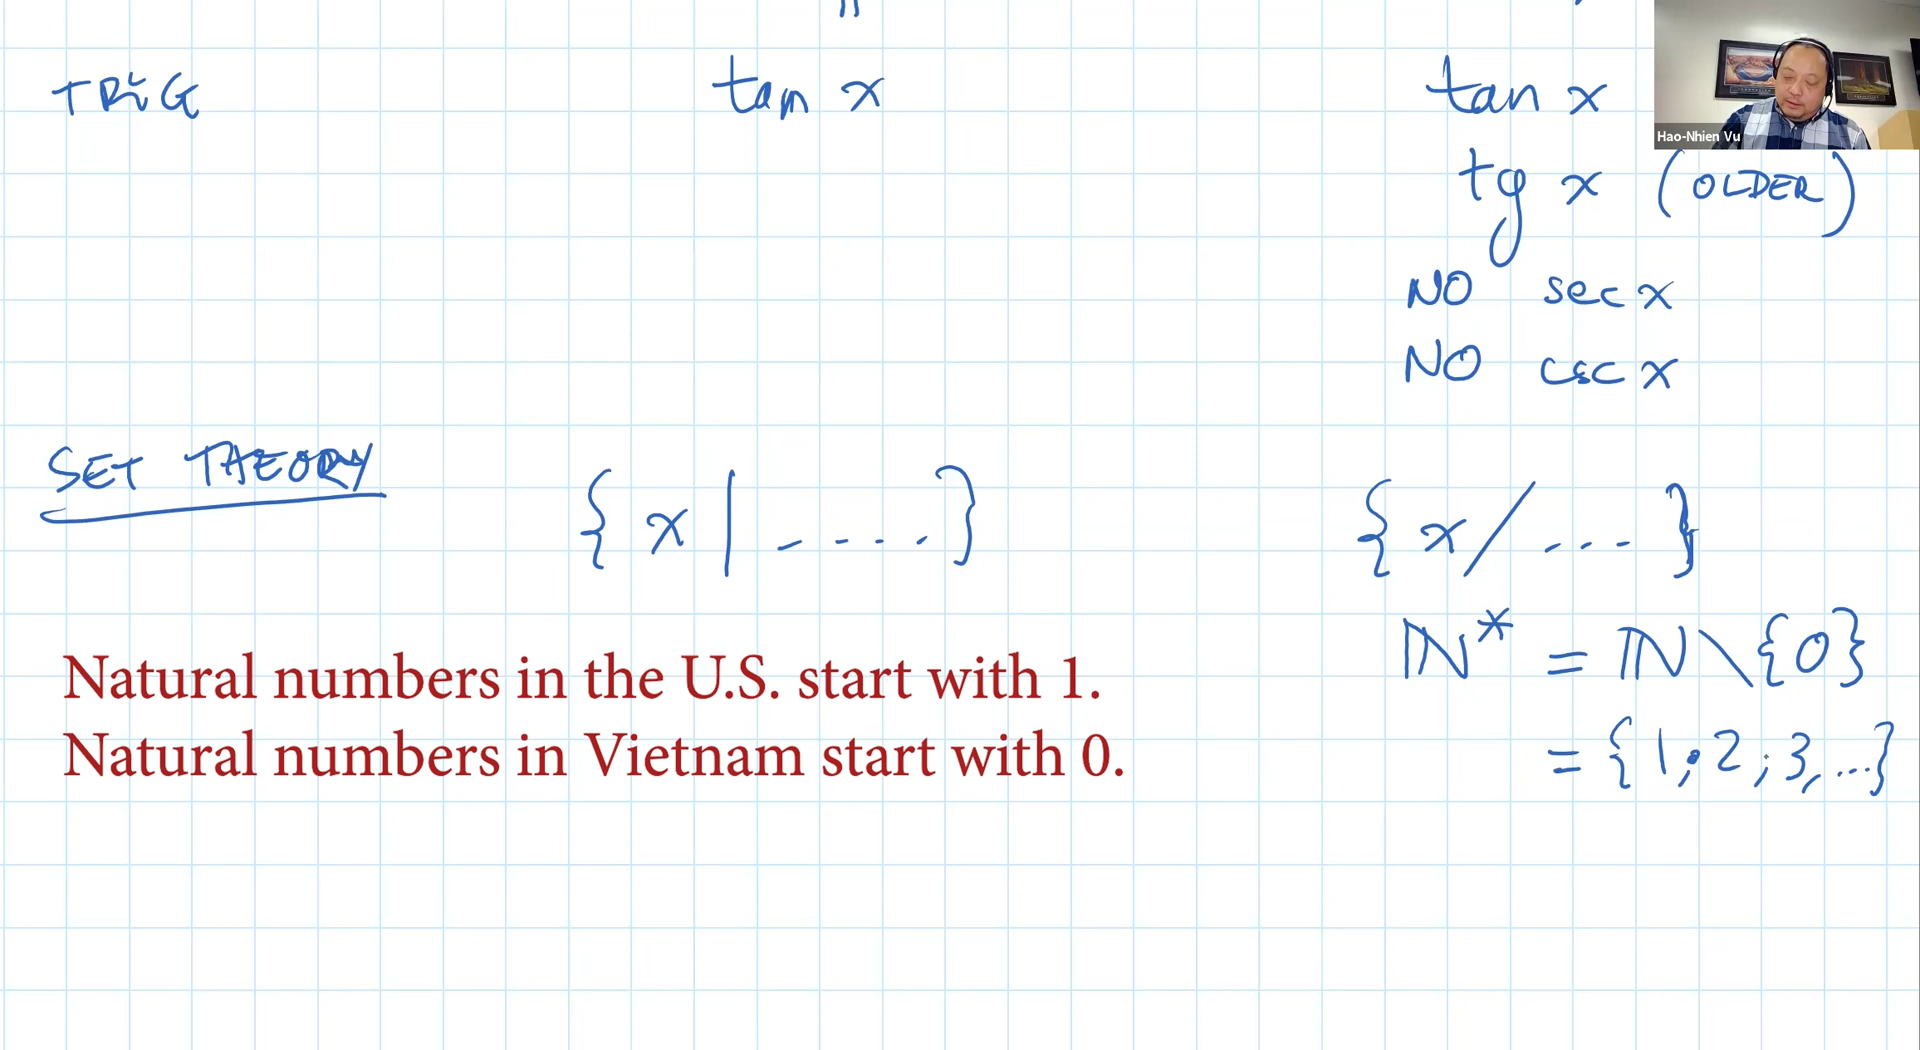 TRIG tan x tan x
Hao-Nhien Vu
tg x (OLDER)
NO sec x
NO csc x
SET THEORY { x | ....} { x / ... }
ℕ* = ℕ \ {0}
Natural numbers in the U.S. start with 1.
= {1; 2; 3, ...}
Natural numbers in Vietnam start with 0.